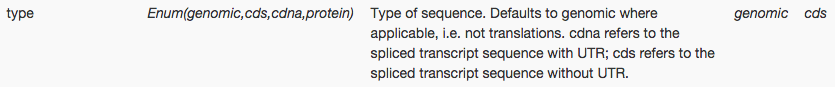 type Enum(genomic,cds,cdna,protein) Type of sequence. Defaults to genomic where genomic cds
applicable, i.e. not translations. cdna refers to the
spliced transcript sequence with UTR; cds refers to the
spliced transcript sequence without UTR.